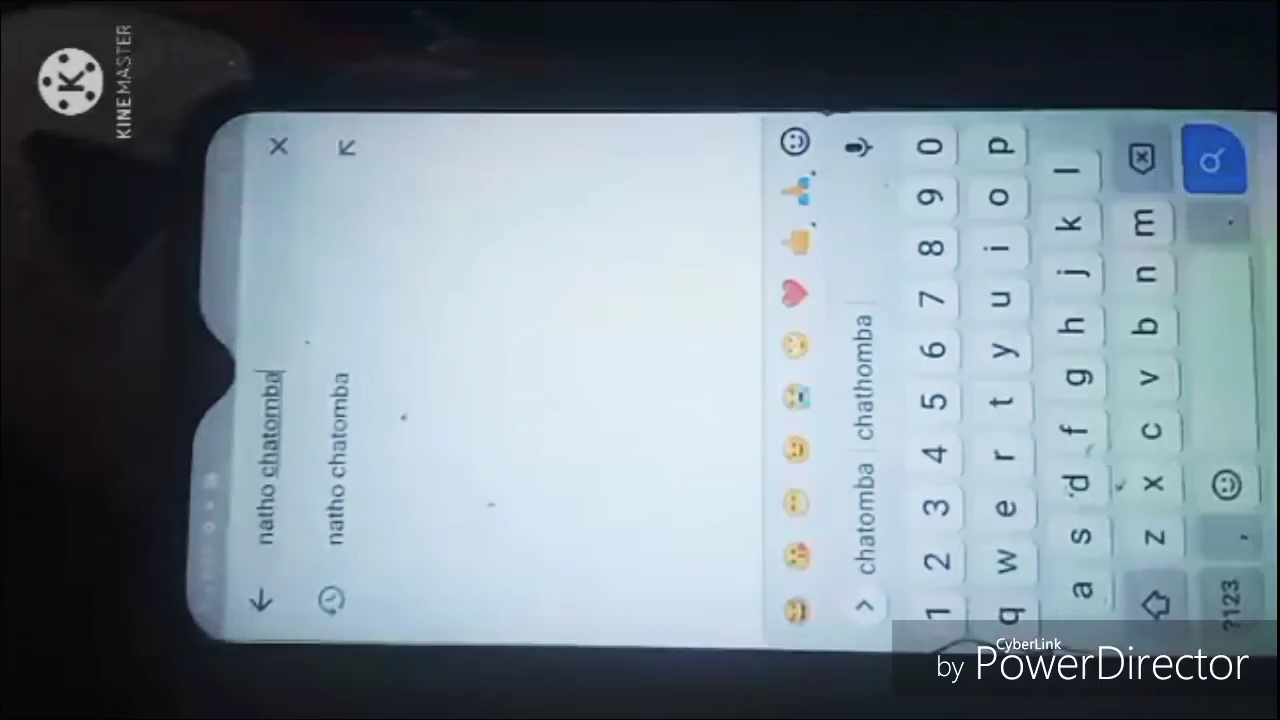 KINEMASTER
natho chatomba
natho chatomba
chatomba chathomba
1 2 3 4 5 6 7 8 9 0
q w e r t y u i o p
a s d f g h j k l
z x c v b n m
?123 , .
CyberLink
by PowerDirector